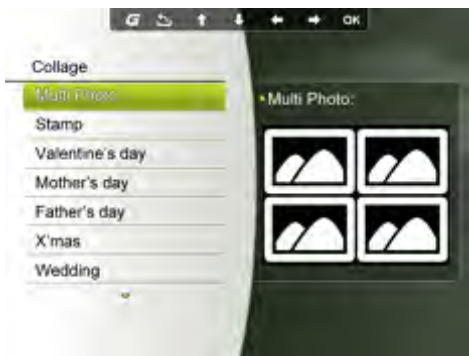 G OK
Collage
Multi Photo
Multi Photo:
Stamp
Valentine's day
Mother's day
Father's day
X'mas
Wedding